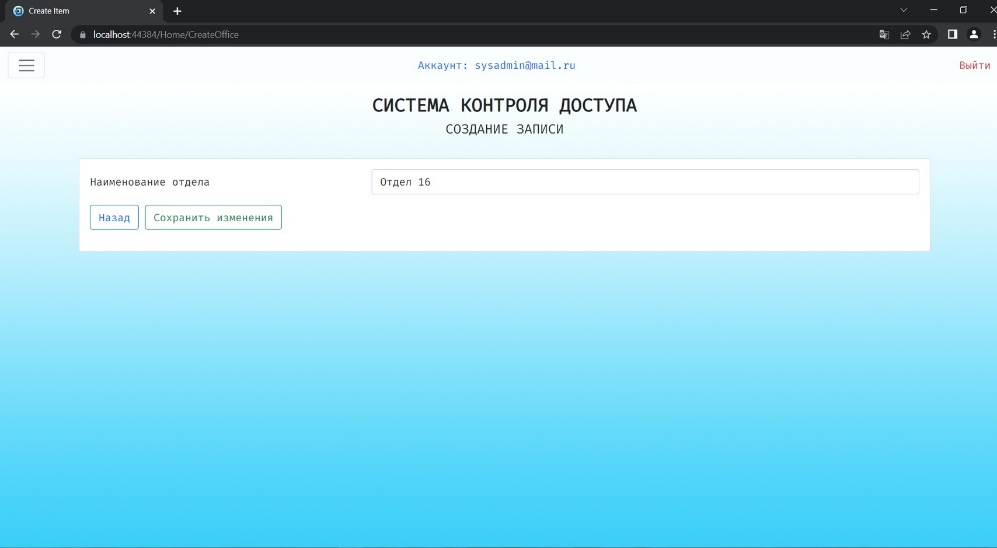 Create Item
localhost:44384/Home/CreateOffice
Аккаунт: sysadmin@mail.ru
Выйти
СИСТЕМА КОНТРОЛЯ ДОСТУПА
СОЗДАНИЕ ЗАПИСИ
Наименование отдела
Отдел 16
Назад
Сохранить изменения